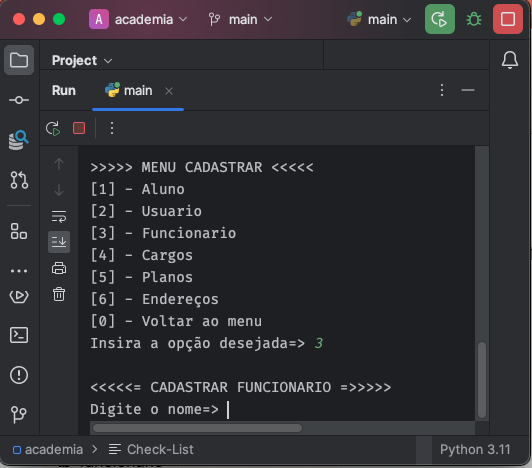 A academia main main
Project
Run main
>>>>> MENU CADASTRAR <<<<<
[1] - Aluno
[2] - Usuario
[3] - Funcionario
[4] - Cargos
[5] - Planos
[6] - Endereços
[0] - Voltar ao menu
Insira a opção desejada=> 3
<<<<<= CADASTRAR FUNCIONARIO =>>>>>
Digite o nome=>
academia > Check-List Python 3.11